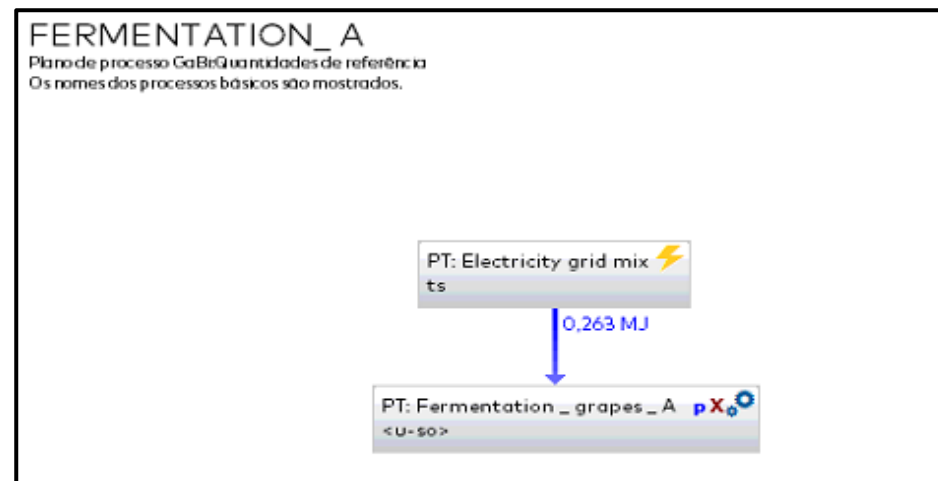 FERMENTATION_ A
Plano de processo GaBi:Quantidades de referência
Os nomes dos processos básicos são mostrados.
PT: Electricity grid mix
ts
0,263 MJ
PT: Fermentation _ grapes _ A p X
<u-so>